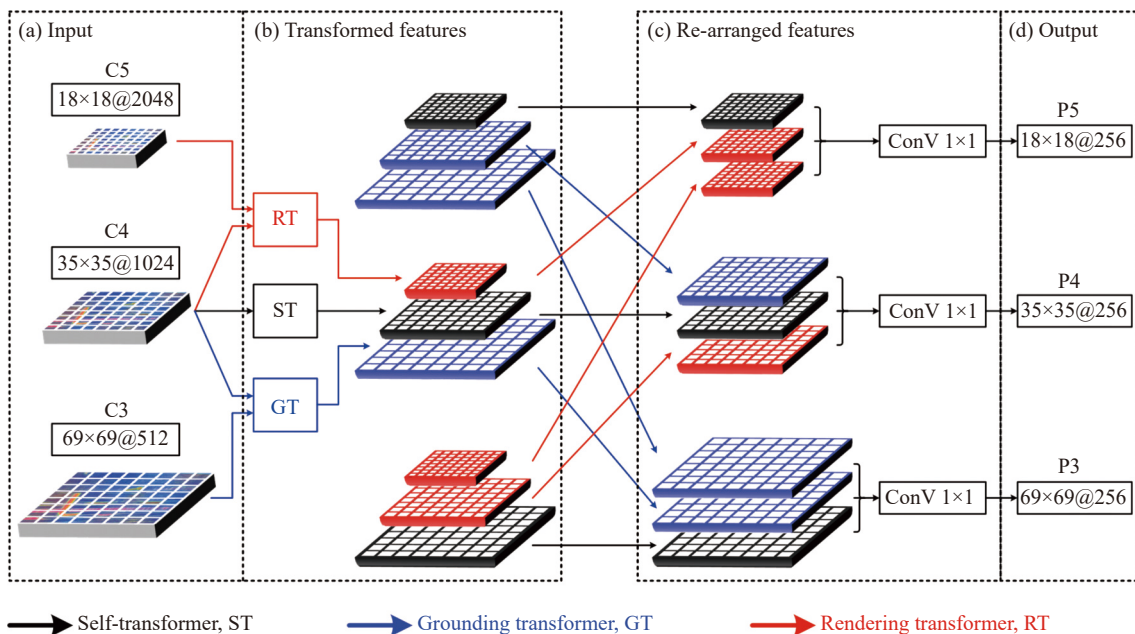 (a) Input
(b) Transformed features
(c) Re-arranged features
(d) Output
C5
18×18@2048
C4
35×35@1024
C3
69×69@512
RT
ST
GT
ConV 1×1
ConV 1×1
ConV 1×1
P5
18×18@256
P4
35×35@256
P3
69×69@256
Self-transformer, ST
Grounding transformer, GT
Rendering transformer, RT